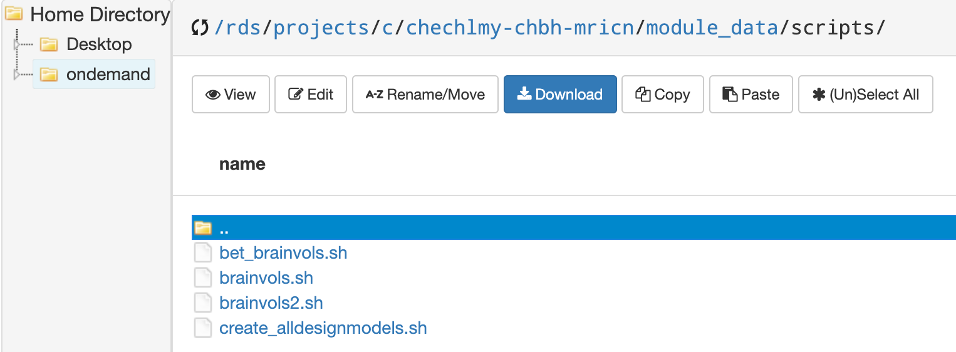 Home Directory
Desktop
ondemand
/rds/projects/c/chechlmy-chbh-mricn/module_data/scripts/
View
Edit
A-Z Rename/Move
Download
Copy
Paste
(Un)Select All
name
..
bet_brainvols.sh
brainvols.sh
brainvols2.sh
create_alldesignmodels.sh